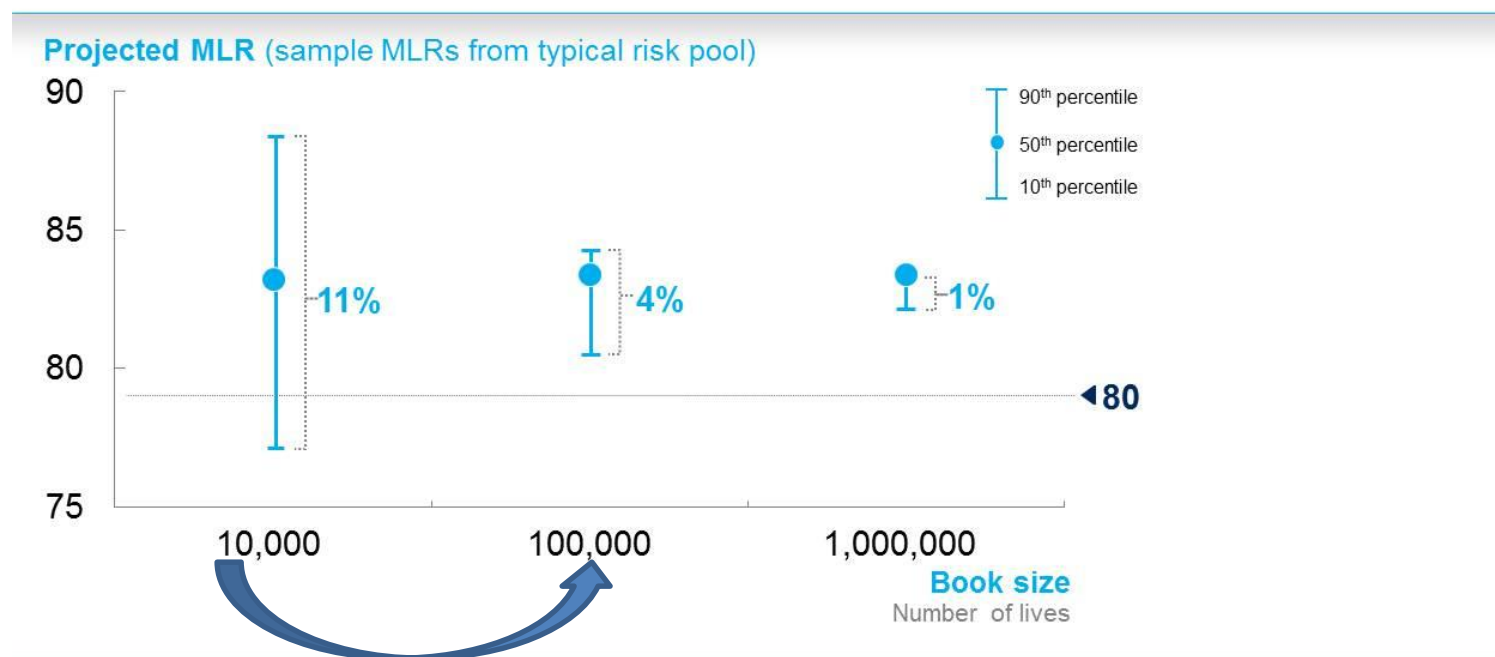 Projected MLR (sample MLRs from typical risk pool)
90
85
80
75
90th percentile
50th percentile
10th percentile
11%
4%
1%
80
10,000 100,000 1,000,000
Book size
Number of lives